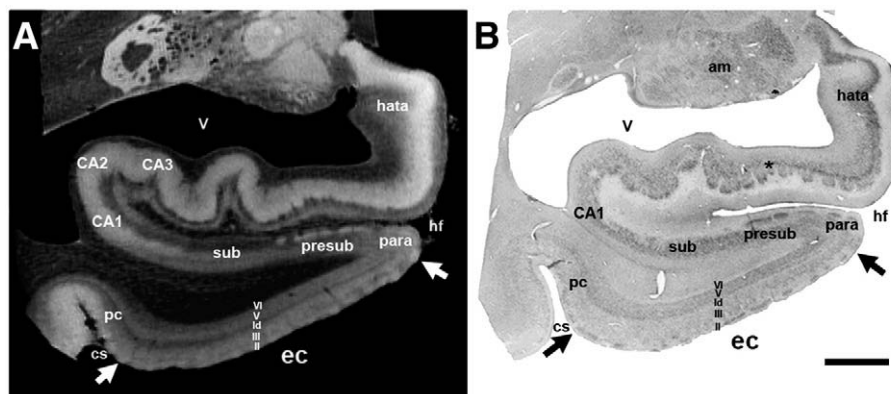 A
hata
V
CA2
CA3
CA1
sub
presub
para
hf
pc
VI
V
Id
III
II
cs
ec
B
am
hata
V
*
CA1
hf
sub
presub
para
pc
VI
V
Id
III
II
cs
ec